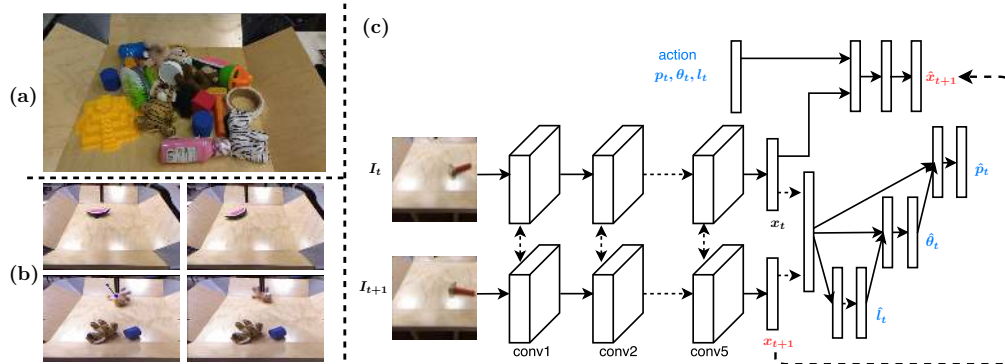 (a)
(b)
(c)
action
p_t, θ_t, l_t
x̂_{t+1}
I_t
x_t
p̂_t
θ̂_t
l̂_t
I_{t+1}
x_{t+1}
conv1
conv2
conv5